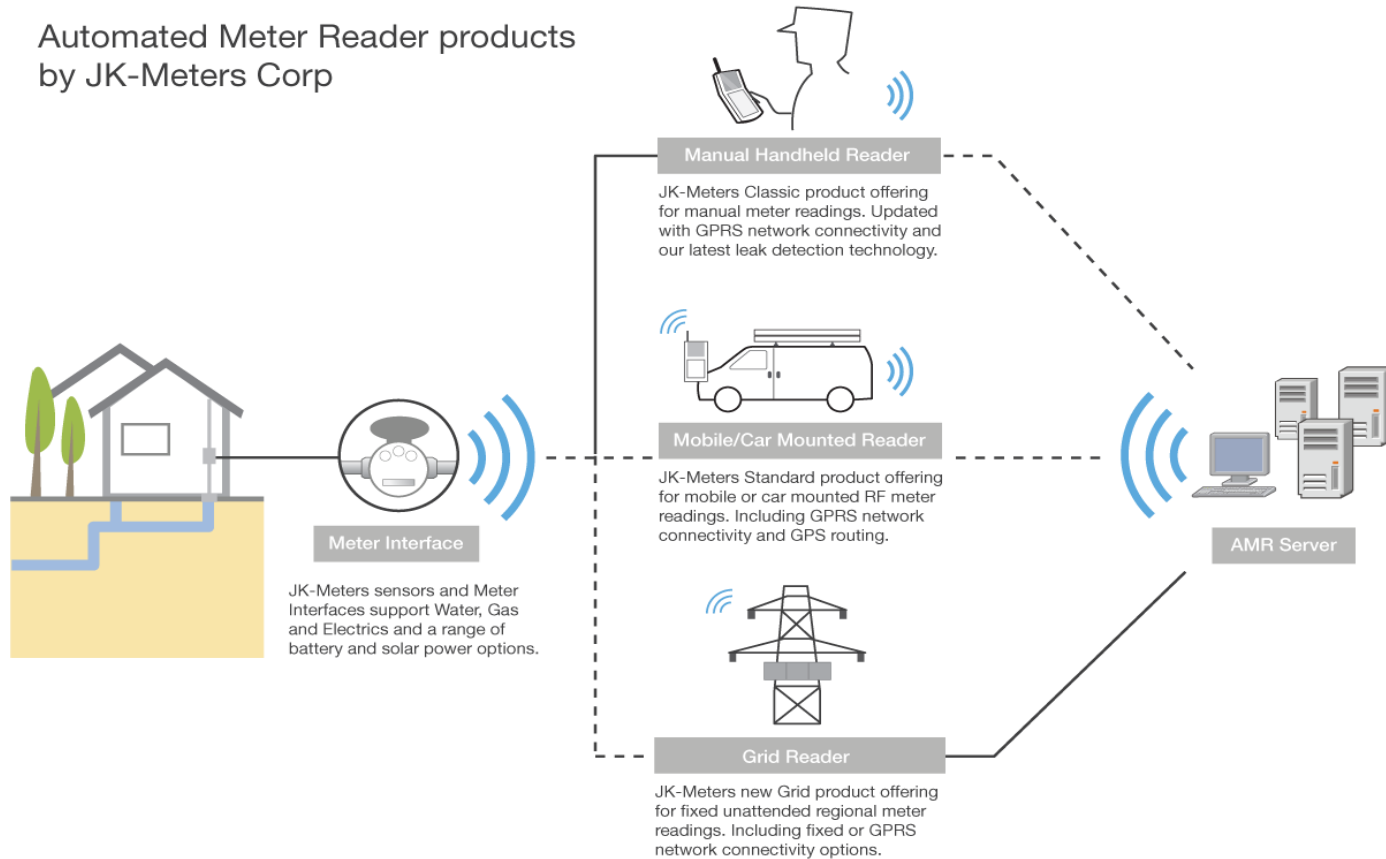 Automated Meter Reader products
by JK-Meters Corp
Manual Handheld Reader
JK-Meters Classic product offering
for manual meter readings. Updated
with GPRS network connectivity and
our latest leak detection technology.
Mobile/Car Mounted Reader
JK-Meters Standard product offering
for mobile or car mounted RF meter
readings. Including GPRS network
connectivity and GPS routing.
Meter Interface
JK-Meters sensors and Meter
Interfaces support Water, Gas
and Electrics and a range of
battery and solar power options.
AMR Server
Grid Reader
JK-Meters new Grid product offering
for fixed unattended regional meter
readings. Including fixed or GPRS
network connectivity options.